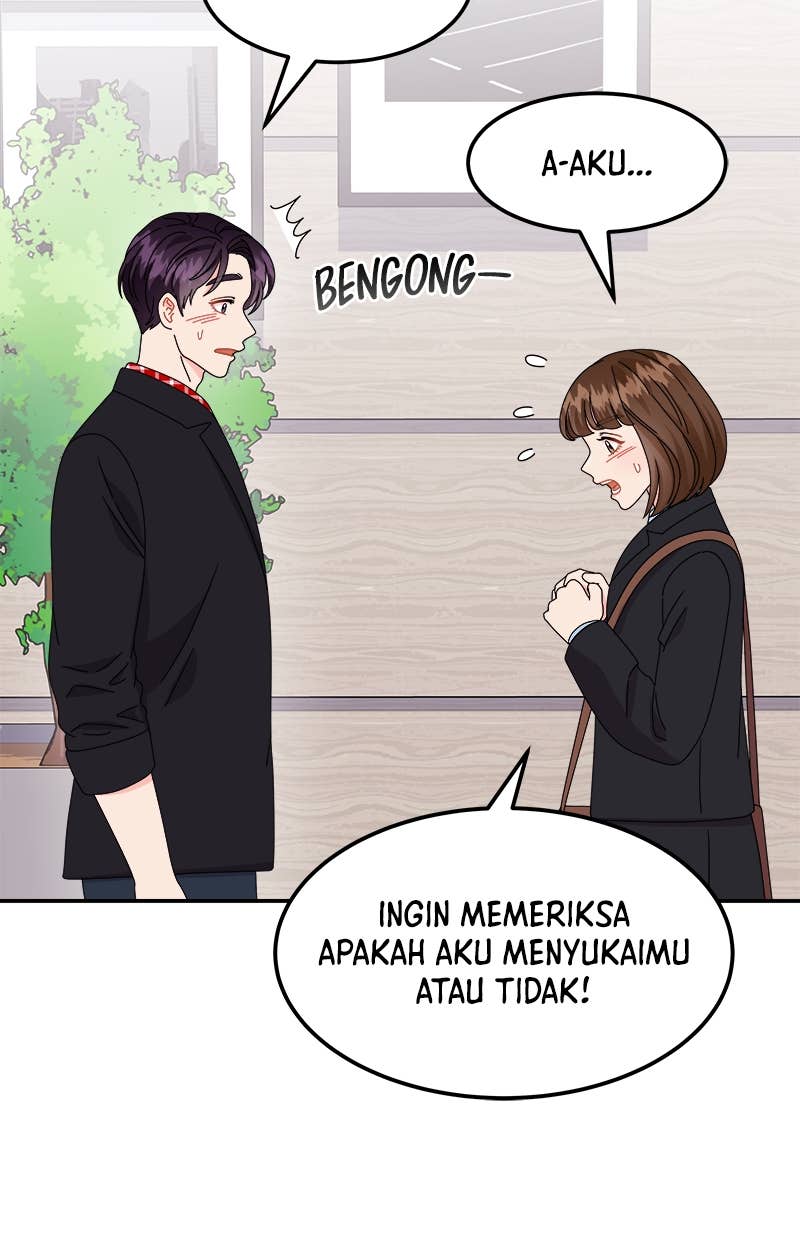 A-AKU...
BENGONG—
INGIN MEMERIKSA
APAKAH AKU MENYUKAIMU
ATAU TIDAK!